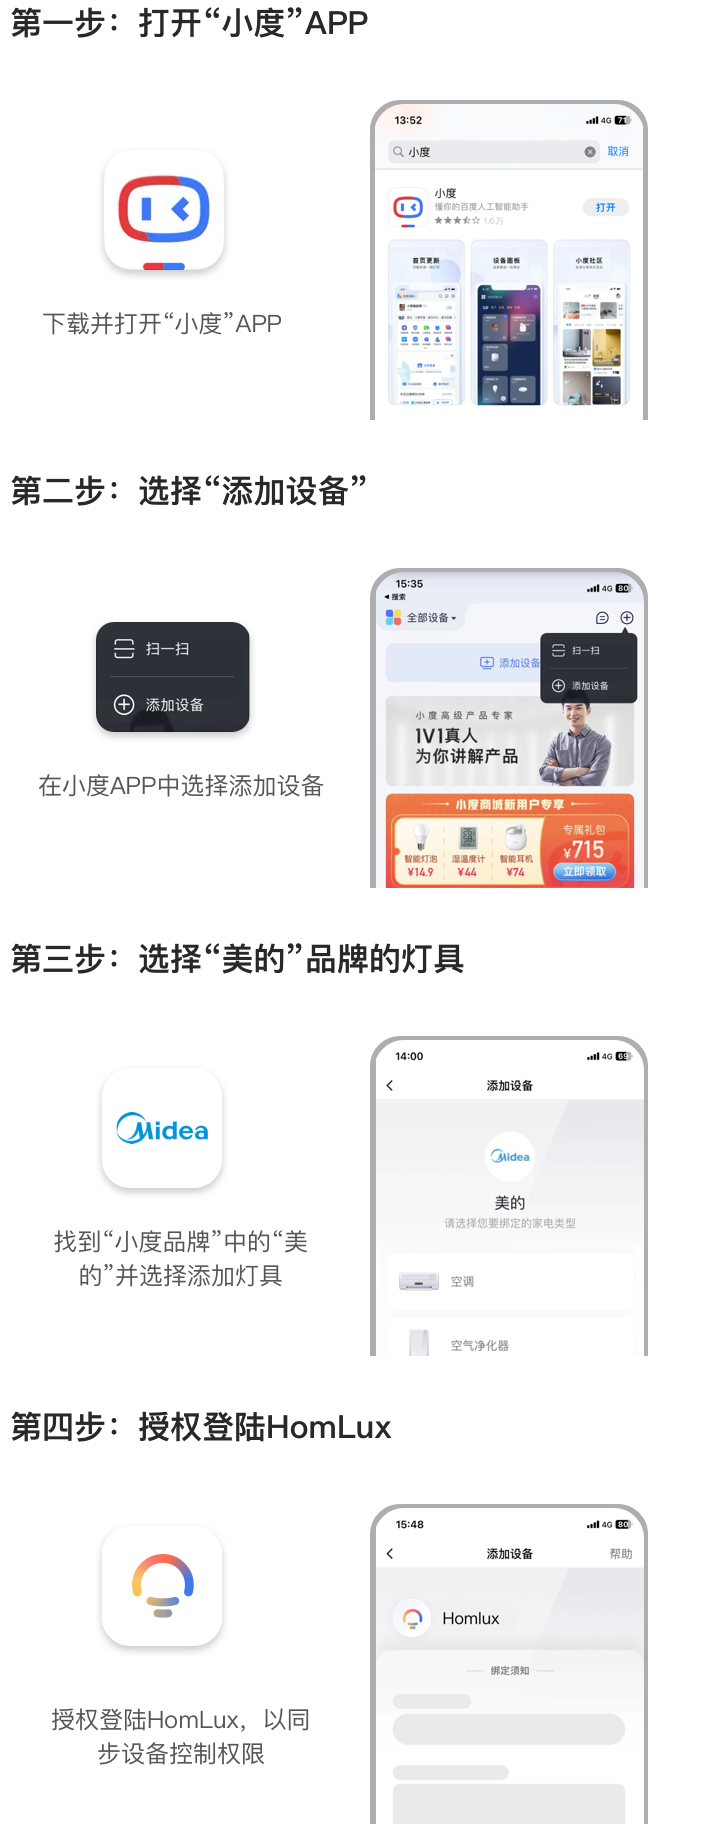 第一步：打开“小度”APP
下载并打开“小度”APP
13:52
4G
小度
取消
小度
懂你的百度人工智能助手
1.6万
打开
首页更新
设备面板
小度社区
第二步：选择“添加设备”
扫一扫
添加设备
在小度APP中选择添加设备
15:35
4G 80
搜索
全部设备
扫一扫
添加设备
添加设备
小度高级产品专家
1V1真人
为你讲解产品
小度商城新用户专享
智能灯泡
¥14.9
湿温度计
¥44
智能耳机
¥74
专属礼包
¥715
立即领取
第三步：选择“美的”品牌的灯具
Midea
找到“小度品牌”中的“美
的”并选择添加灯具
14:00
4G 69
添加设备
Midea
美的
请选择您要绑定的家电类型
空调
空气净化器
第四步：授权登陆HomLux
授权登陆HomLux，以同
步设备控制权限
15:48
4G 80
添加设备
帮助
Homlux
绑定须知